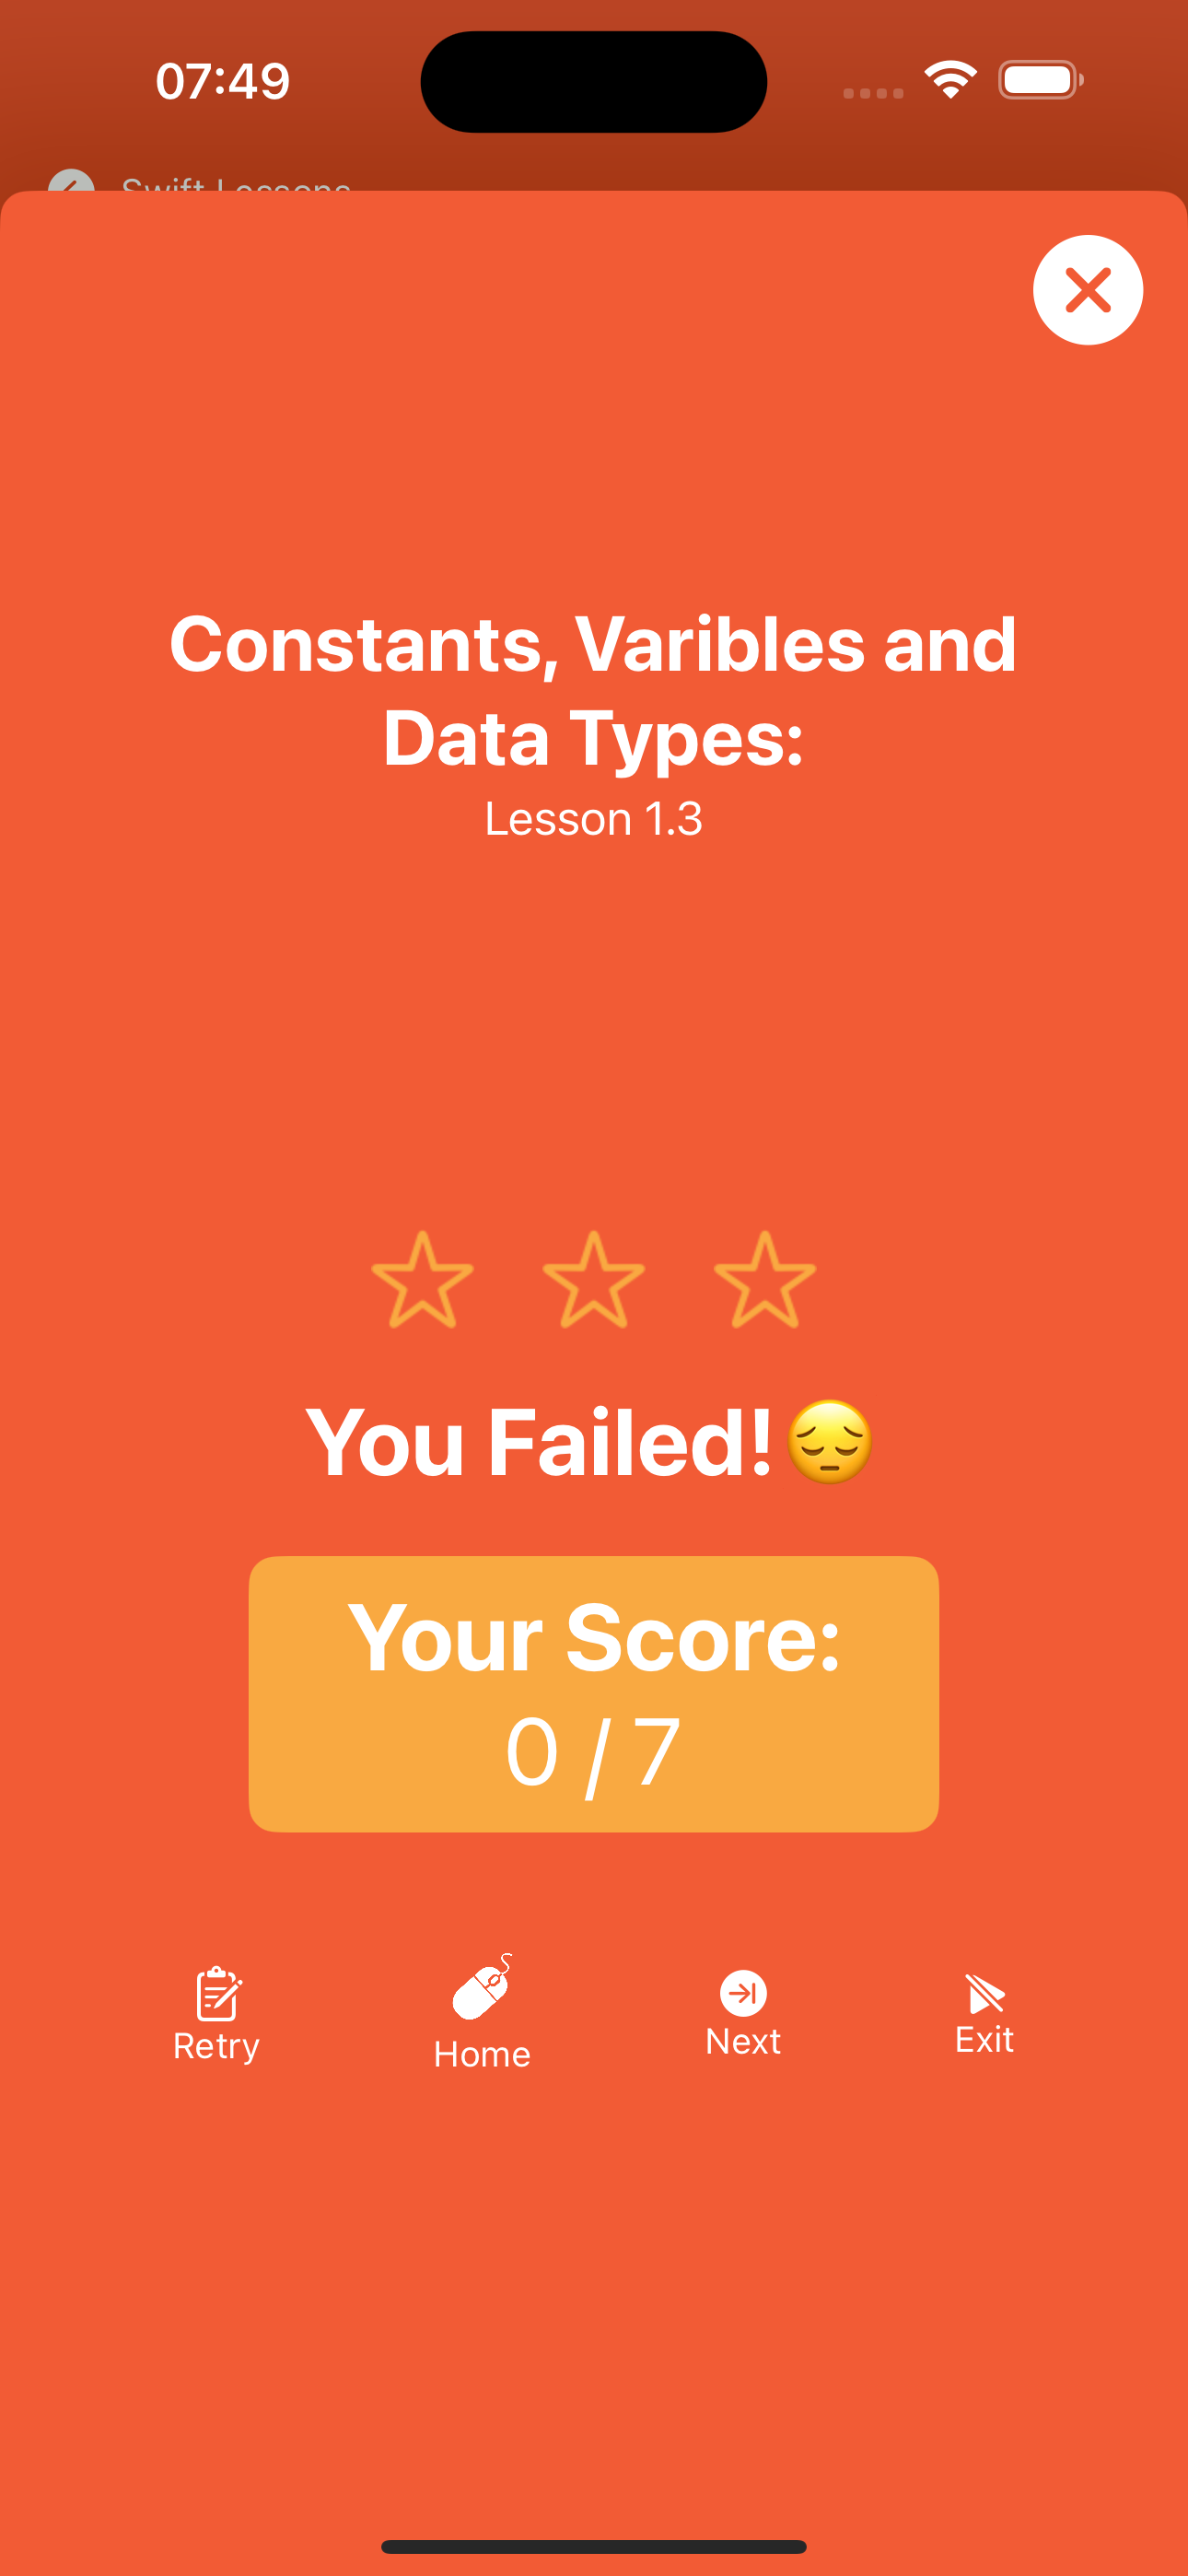 07:49
Swift Lessons
Constants, Varibles and
Data Types:
Lesson 1.3
You Failed!😔
Your Score:
0 / 7
Retry
Home
Next
Exit